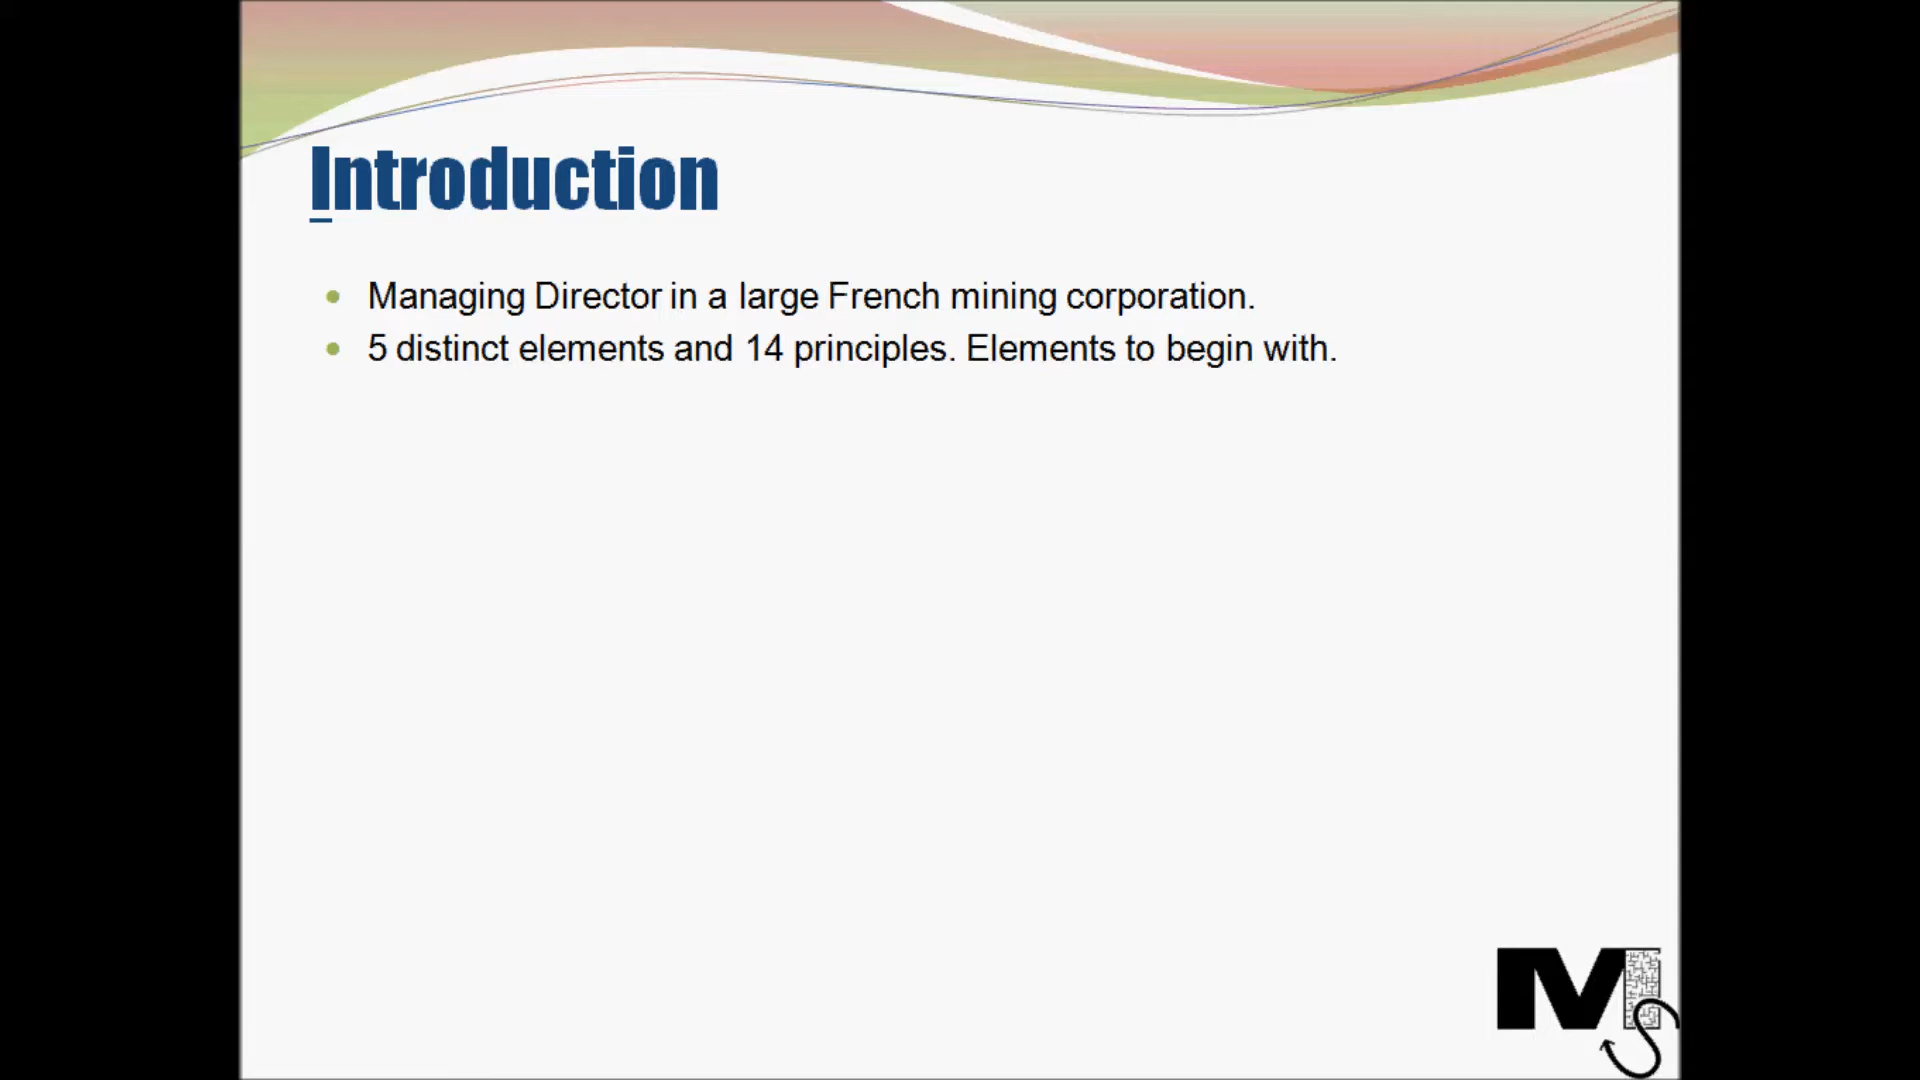 Introduction
Managing Director in a large French mining corporation.
5 distinct elements and 14 principles. Elements to begin with.
M
S